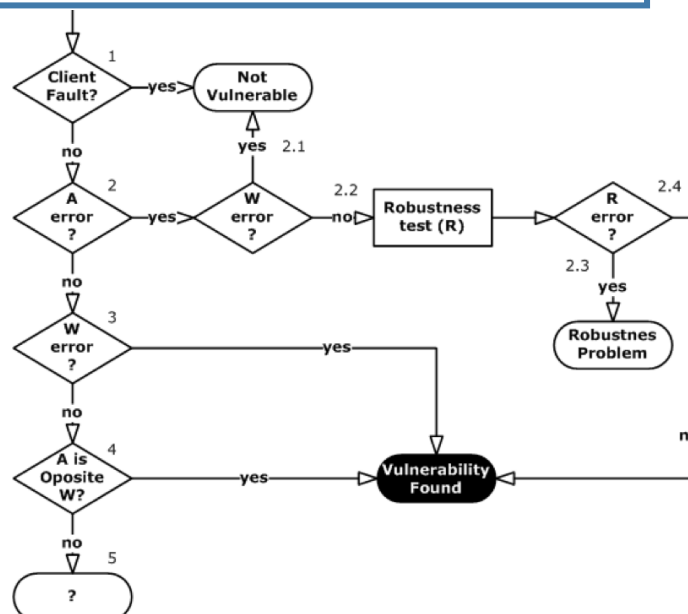 1
Client
Fault?
yes
Not
Vulnerable
no
yes
2.1
A
error
?
2
yes
W
error
?
2.2
no
Robustness
test (R)
R
error
?
2.4
2.3
yes
Robustnes
Problem
no
W
error
?
3
yes
no
A is
Oposite
W?
4
yes
Vulnerability
Found
n
no
5
?